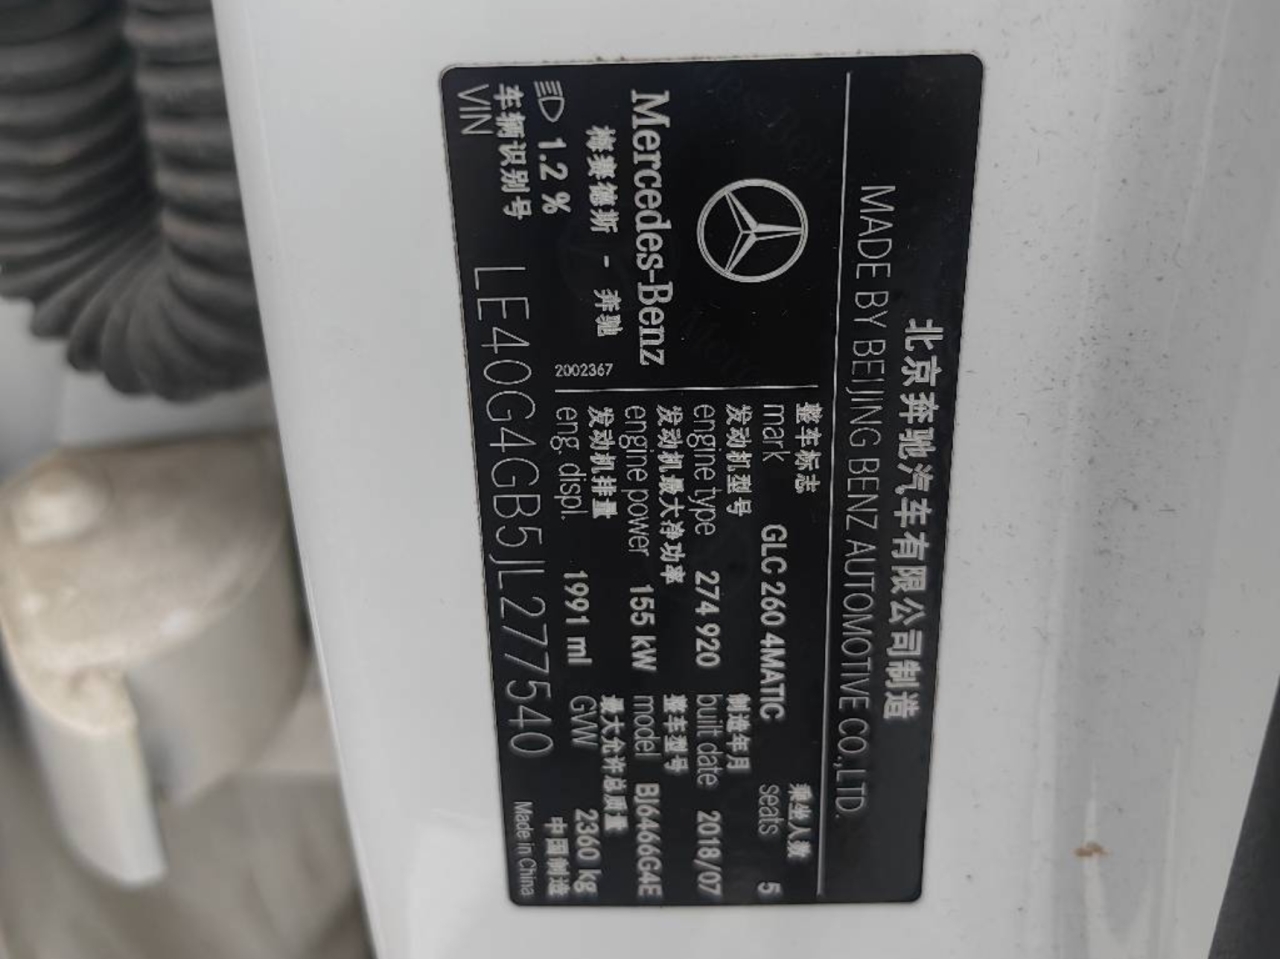 北京奔驰汽车有限公司制造
MADE BY BEIJING BENZ AUTOMOTIVE CO.,LTD.
Mercedes-Benz
梅赛德斯 - 奔驰
1.2 %
2002367
整车标志
mark GLC 260 4MATIC
乘坐人数
seats 5
发动机型号
engine type 274 920
制造年月
built date 2018/07
发动机最大净功率
engine power 155 kW
整车型号
model BJ6466G4E
发动机排量
eng. displ. 1991 ml
最大允许总质量
GVW 2360 kg
车辆识别号
VIN LE40G4GB5JL277540
中国制造
Made in China